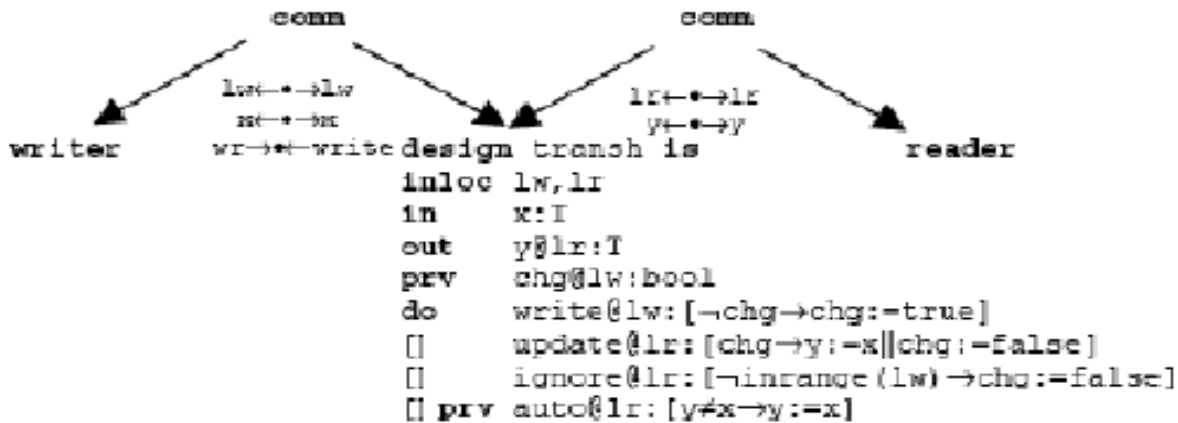 comm comm
lw←•→lw lr←•→lr
x←•→x y←•→y
writer wr→•←write design transh is reader
inloc lw,lr
in x:T
out y@lr:T
prv chg@lw:bool
do write@lw:[¬chg→chg:=true]
[] update@lr:[chg→y:=x‖chg:=false]
[] ignore@lr:[¬inrange(lw)→chg:=false]
[] prv auto@lr:[y≠x→y:=x]